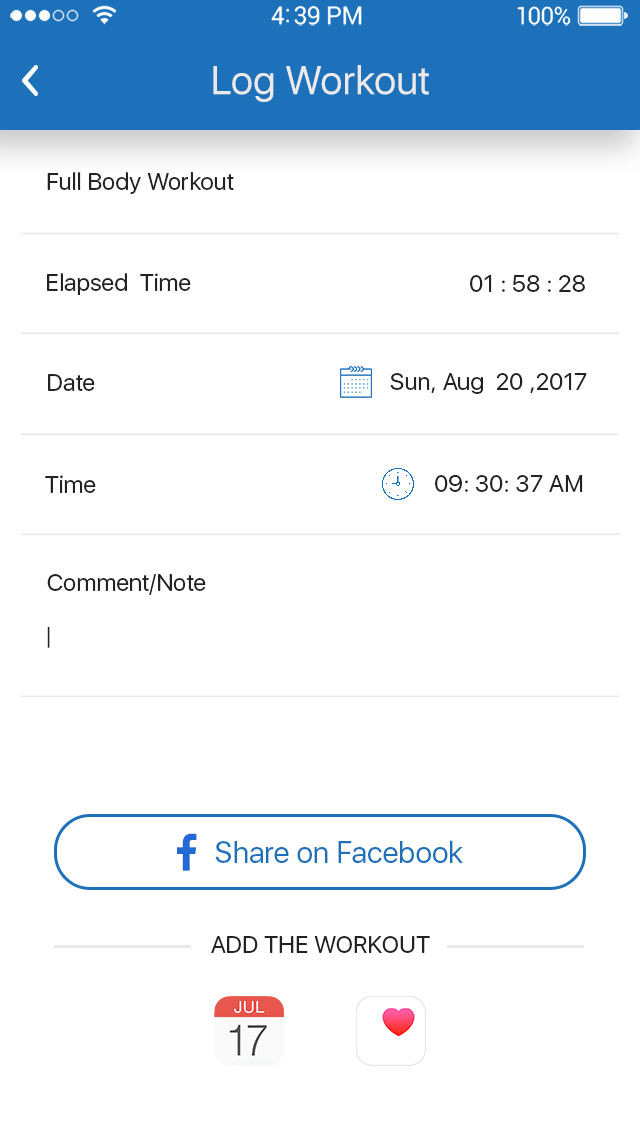 4:39 PM 100%
Log Workout
Full Body Workout
Elapsed Time 01 : 58 : 28
Date Sun, Aug 20 ,2017
Time 09: 30: 37 AM
Comment/Note
f Share on Facebook
ADD THE WORKOUT
JUL
17